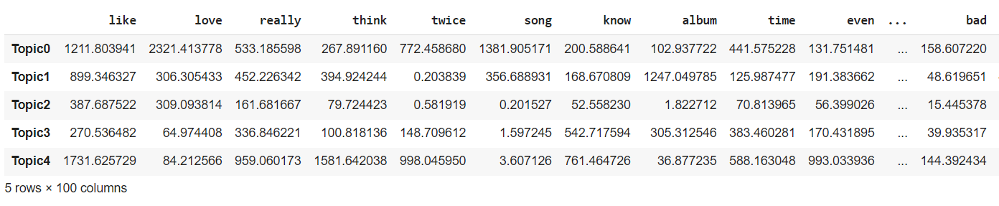 like love really think twice song know album time even ... bad
Topic0 1211.803941 2321.413778 533.185598 267.891160 772.458680 1381.905171 200.588641 102.937722 441.575228 131.751481 ... 158.607220
Topic1 899.346327 306.305433 452.226342 394.924244 0.203839 356.688931 168.670809 1247.049785 125.987477 191.383662 ... 48.619651
Topic2 387.687522 309.093814 161.681667 79.724423 0.581919 0.201527 52.558230 1.822712 70.813965 56.399026 ... 15.445378
Topic3 270.536482 64.974408 336.846221 100.818136 148.709612 1.597245 542.717594 305.312546 383.460281 170.431895 ... 39.935317
Topic4 1731.625729 84.212566 959.060173 1581.642038 998.045950 3.607126 761.464726 36.877235 588.163048 993.033936 ... 144.392434
5 rows × 100 columns